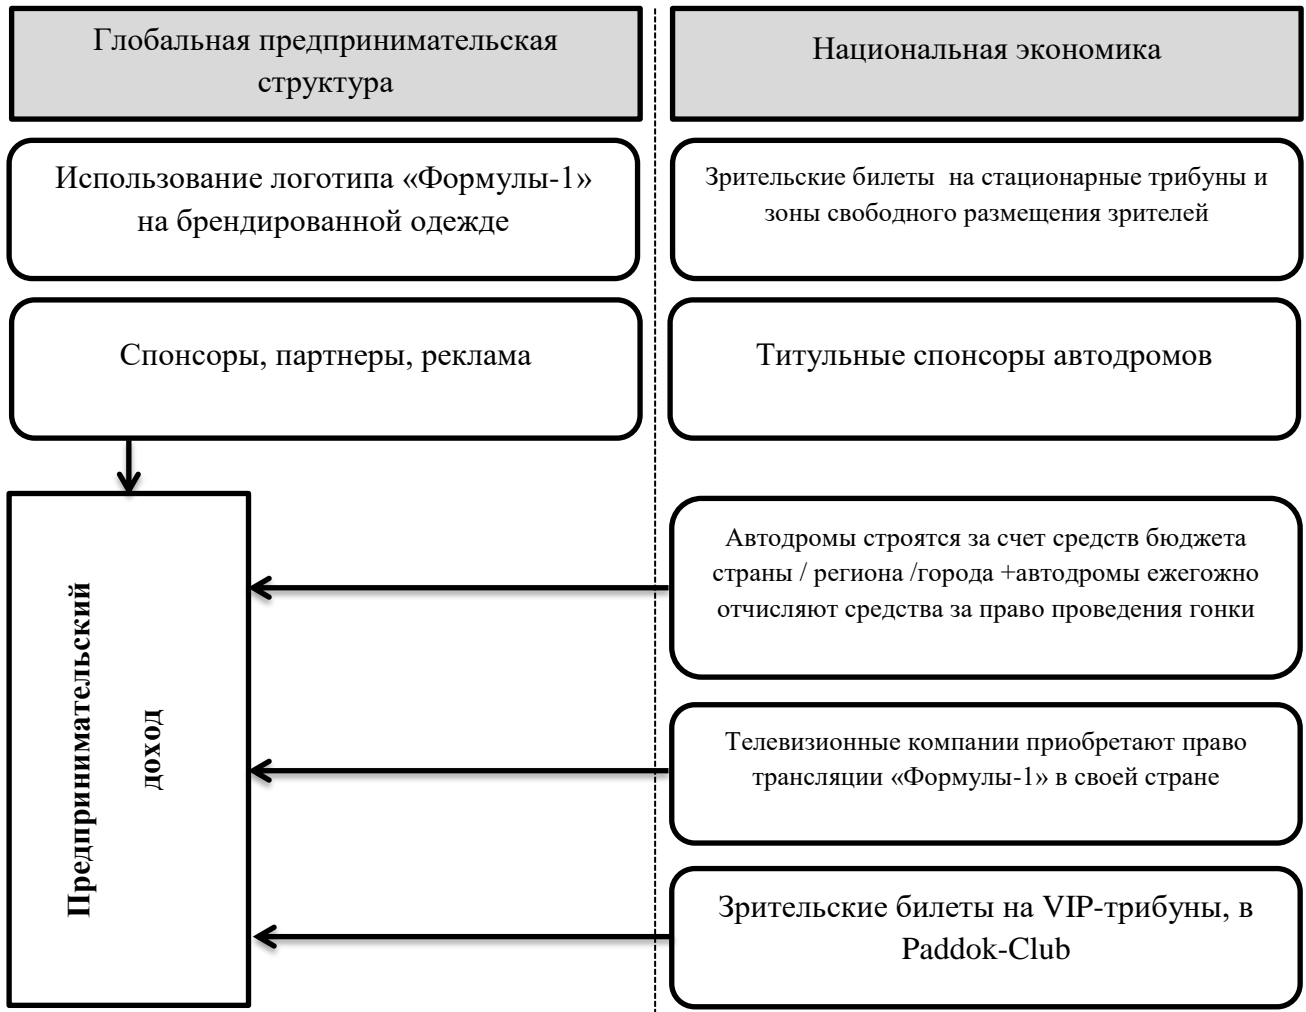 Глобальная предпринимательская
структура
Национальная экономика
Использование логотипа «Формулы-1»
на брендированной одежде
Зрительские билеты на стационарные трибуны и
зоны свободного размещения зрителей
Спонсоры, партнеры, реклама
Титульные спонсоры автодромов
Предпринимательский
доход
Автодромы строятся за счет средств бюджета
страны / региона /города +автодромы ежегожно
отчисляют средства за право проведения гонки
Телевизионные компании приобретают право
трансляции «Формулы-1» в своей стране
Зрительские билеты на VIP-трибуны, в
Paddok-Club